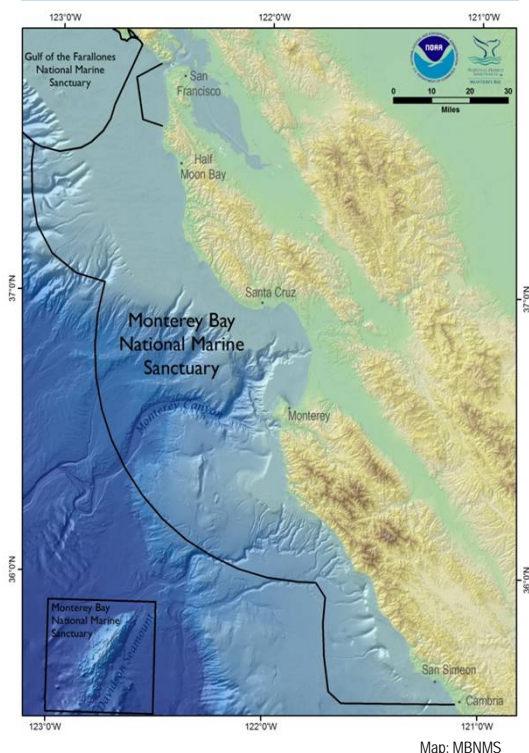 123°0'W
122°0'W
121°0'W
Gulf of the Farallones
National Marine
Sanctuary
NOAA
0
10
20
30
Miles
San
Francisco
Half
Moon Bay
37°0'N
37°0'N
Santa Cruz
Monterey Bay
National Marine
Sanctuary
Monterey Canyon
Monterey
36°0'N
36°0'N
Monterey Bay
National Marine
Sanctuary
Davidson Seamount
San Simeon
Cambria
123°0'W
122°0'W
121°0'W
Map: MBNMS